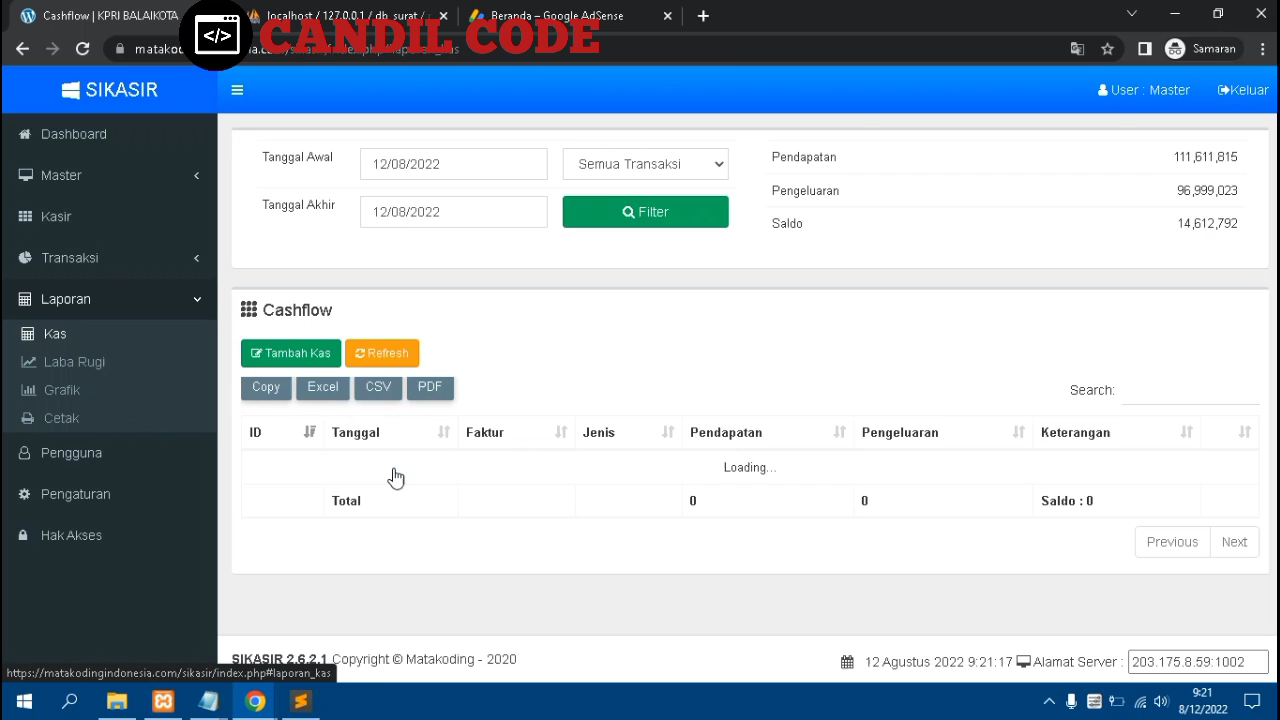 Cashflow | KPRI BALAIKOTA
localhost / 127.0.0.1 / db_surat /
Beranda – Google AdSense
</>
CANDIL CODE
Samaran
SIKASIR
User : Master
Keluar
Dashboard
Master
Kasir
Transaksi
Laporan
Kas
Laba Rugi
Grafik
Cetak
Pengguna
Pengaturan
Hak Akses
Tanggal Awal
12/08/2022
Semua Transaksi
Tanggal Akhir
12/08/2022
Filter
Pendapatan 111,611,815
Pengeluaran 96,999,023
Saldo 14,612,792
Cashflow
Tambah Kas Refresh
Copy Excel CSV PDF
Search:
ID Tanggal Faktur Jenis Pendapatan Pengeluaran Keterangan
Loading...
Total 0 0 Saldo : 0
Previous Next
SIKASIR 2.6.2.1 Copyright © Matakoding - 2020
12 Agustus 2022 9:21:17 Alamat Server : 203.175.8.59:1002
https://matakodingindonesia.com/sikasir/index.php#laporan_kas
9:21
8/12/2022